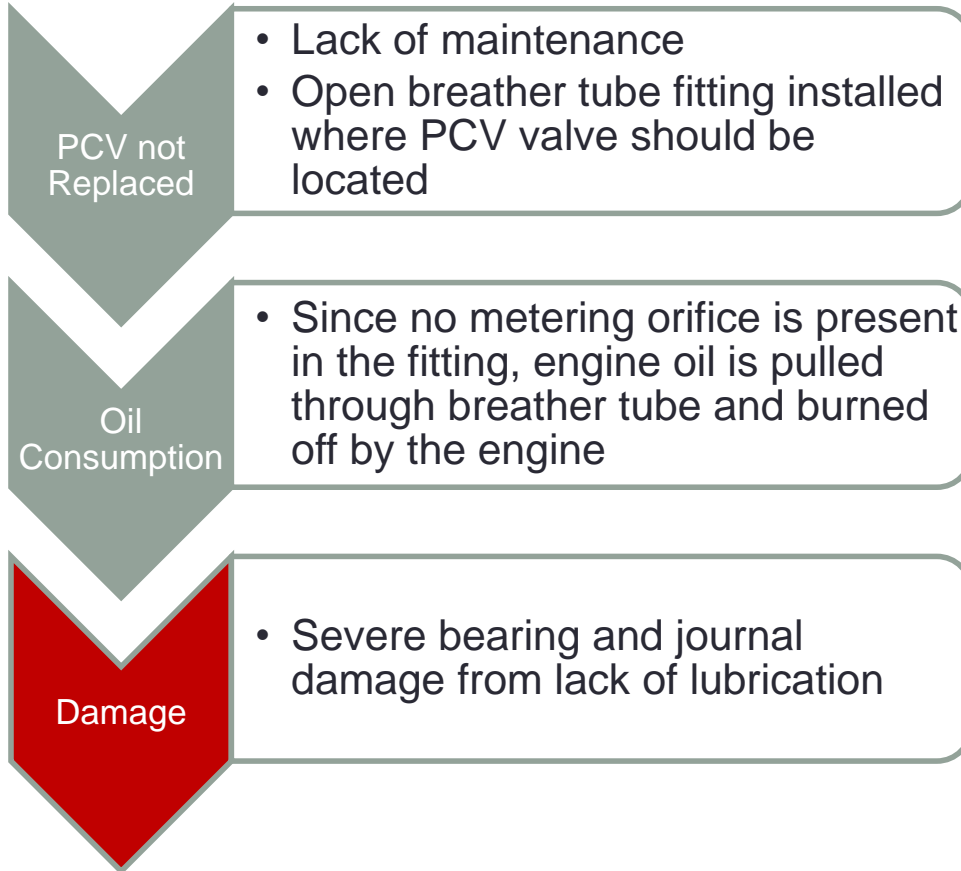 PCV not
Replaced
• Lack of maintenance
• Open breather tube fitting installed
where PCV valve should be
located
Oil
Consumption
• Since no metering orifice is present
in the fitting, engine oil is pulled
through breather tube and burned
off by the engine
Damage
• Severe bearing and journal
damage from lack of lubrication